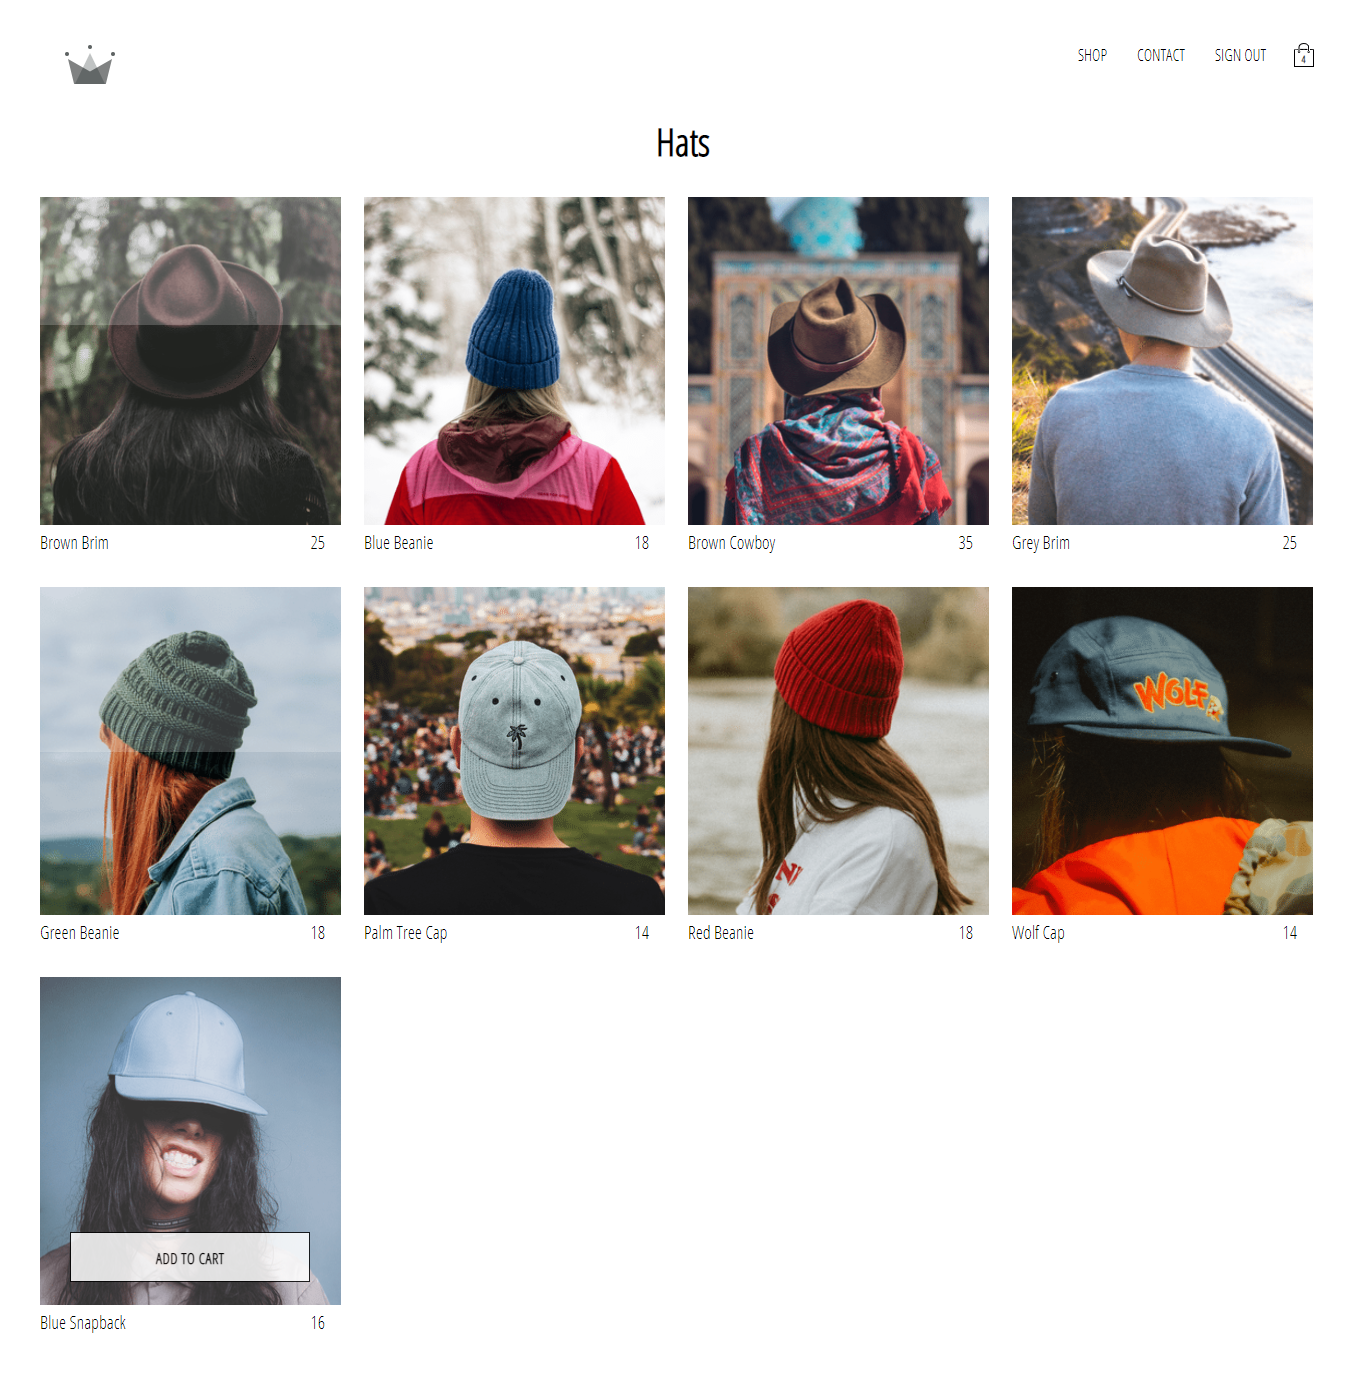 SHOP CONTACT SIGN OUT 4
Hats
Brown Brim 25
Blue Beanie 18
Brown Cowboy 35
Grey Brim 25
WOLF
Green Beanie 18
Palm Tree Cap 14
Red Beanie 18
Wolf Cap 14
ADD TO CART
Blue Snapback 16